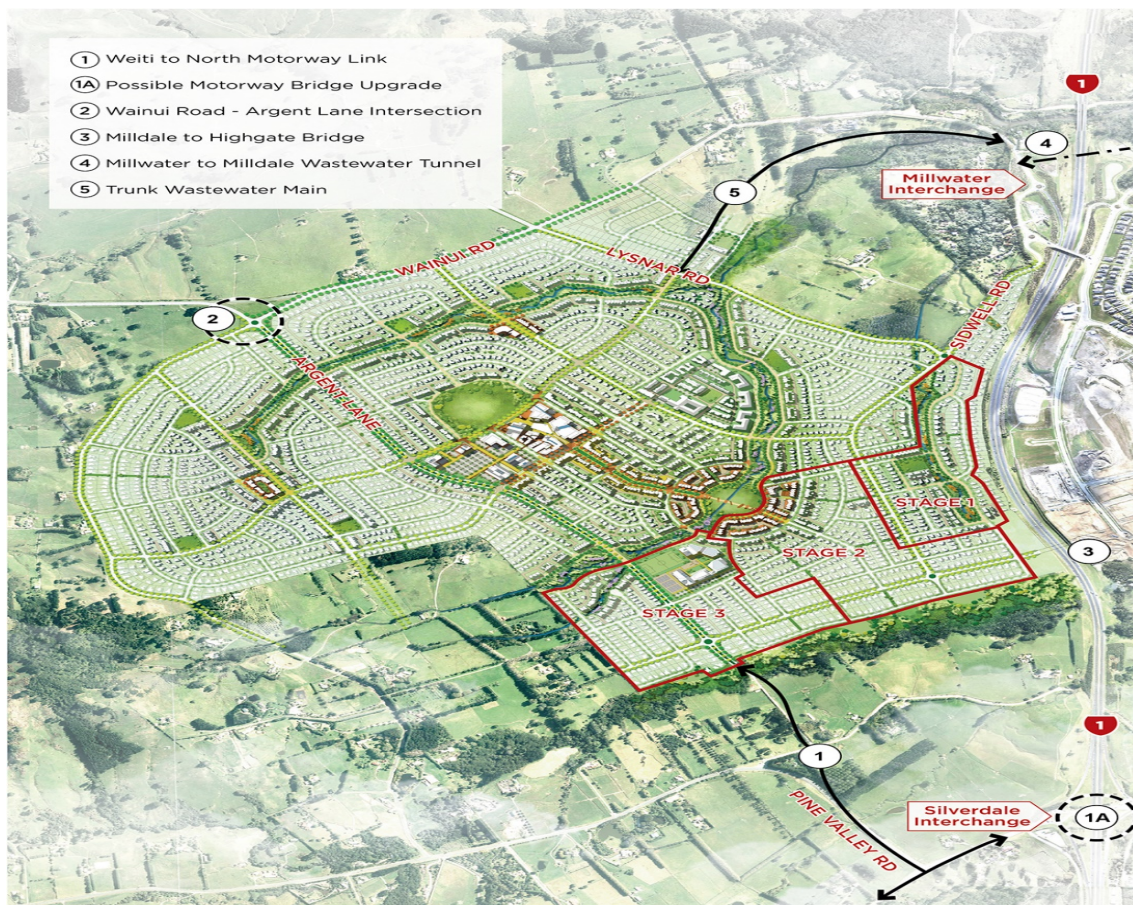 1 Weiti to North Motorway Link
1A Possible Motorway Bridge Upgrade
2 Wainui Road - Argent Lane Intersection
3 Milldale to Highgate Bridge
4 Millwater to Milldale Wastewater Tunnel
5 Trunk Wastewater Main
1
4
Millwater
Interchange
5
WAINUI RD
LYSNAR RD
SIDWELL RD
2
ARGENT LANE
STAGE 1
STAGE 2
3
STAGE 3
1
1
PINE VALLEY RD
Silverdale
Interchange
1A